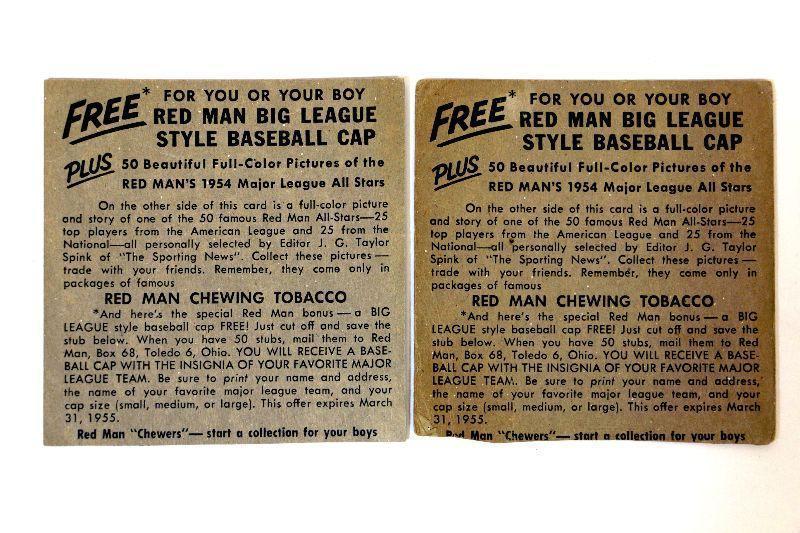 FREE* FOR YOU OR YOUR BOY
RED MAN BIG LEAGUE
STYLE BASEBALL CAP
PLUS 50 Beautiful Full-Color Pictures of the
RED MAN'S 1954 Major League All Stars
On the other side of this card is a full-color picture
and story of one of the 50 famous Red Man All-Stars—25
top players from the American League and 25 from the
National—all personally selected by Editor J. G. Taylor
Spink of "The Sporting News". Collect these pictures—
trade with your friends. Remember, they come only in
packages of famous
RED MAN CHEWING TOBACCO
*And here's the special Red Man bonus—a BIG
LEAGUE style baseball cap FREE! Just cut off and save the
stub below. When you have 50 stubs, mail them to Red
Man, Box 68, Toledo 6, Ohio. YOU WILL RECEIVE A BASE-
BALL CAP WITH THE INSIGNIA OF YOUR FAVORITE MAJOR
LEAGUE TEAM. Be sure to print your name and address,
the name of your favorite major league team, and your
cap size (small, medium, or large). This offer expires March
31, 1955.
Red Man "Chewers"— start a collection for your boys
FREE* FOR YOU OR YOUR BOY
RED MAN BIG LEAGUE
STYLE BASEBALL CAP
PLUS 50 Beautiful Full-Color Pictures of the
RED MAN'S 1954 Major League All Stars
On the other side of this card is a full-color picture
and story of one of the 50 famous Red Man All-Stars—25
top players from the American League and 25 from the
National—all personally selected by Editor J. G. Taylor
Spink of "The Sporting News". Collect these pictures—
trade with your friends. Remember, they come only in
packages of famous
RED MAN CHEWING TOBACCO
*And here's the special Red Man bonus—a BIG
LEAGUE style baseball cap FREE! Just cut off and save the
stub below. When you have 50 stubs, mail them to Red
Man, Box 68, Toledo 6, Ohio. YOU WILL RECEIVE A BASE-
BALL CAP WITH THE INSIGNIA OF YOUR FAVORITE MAJOR
LEAGUE TEAM. Be sure to print your name and address,
the name of your favorite major league team, and your
cap size (small, medium, or large). This offer expires March
31, 1955.
Red Man "Chewers"— start a collection for your boys